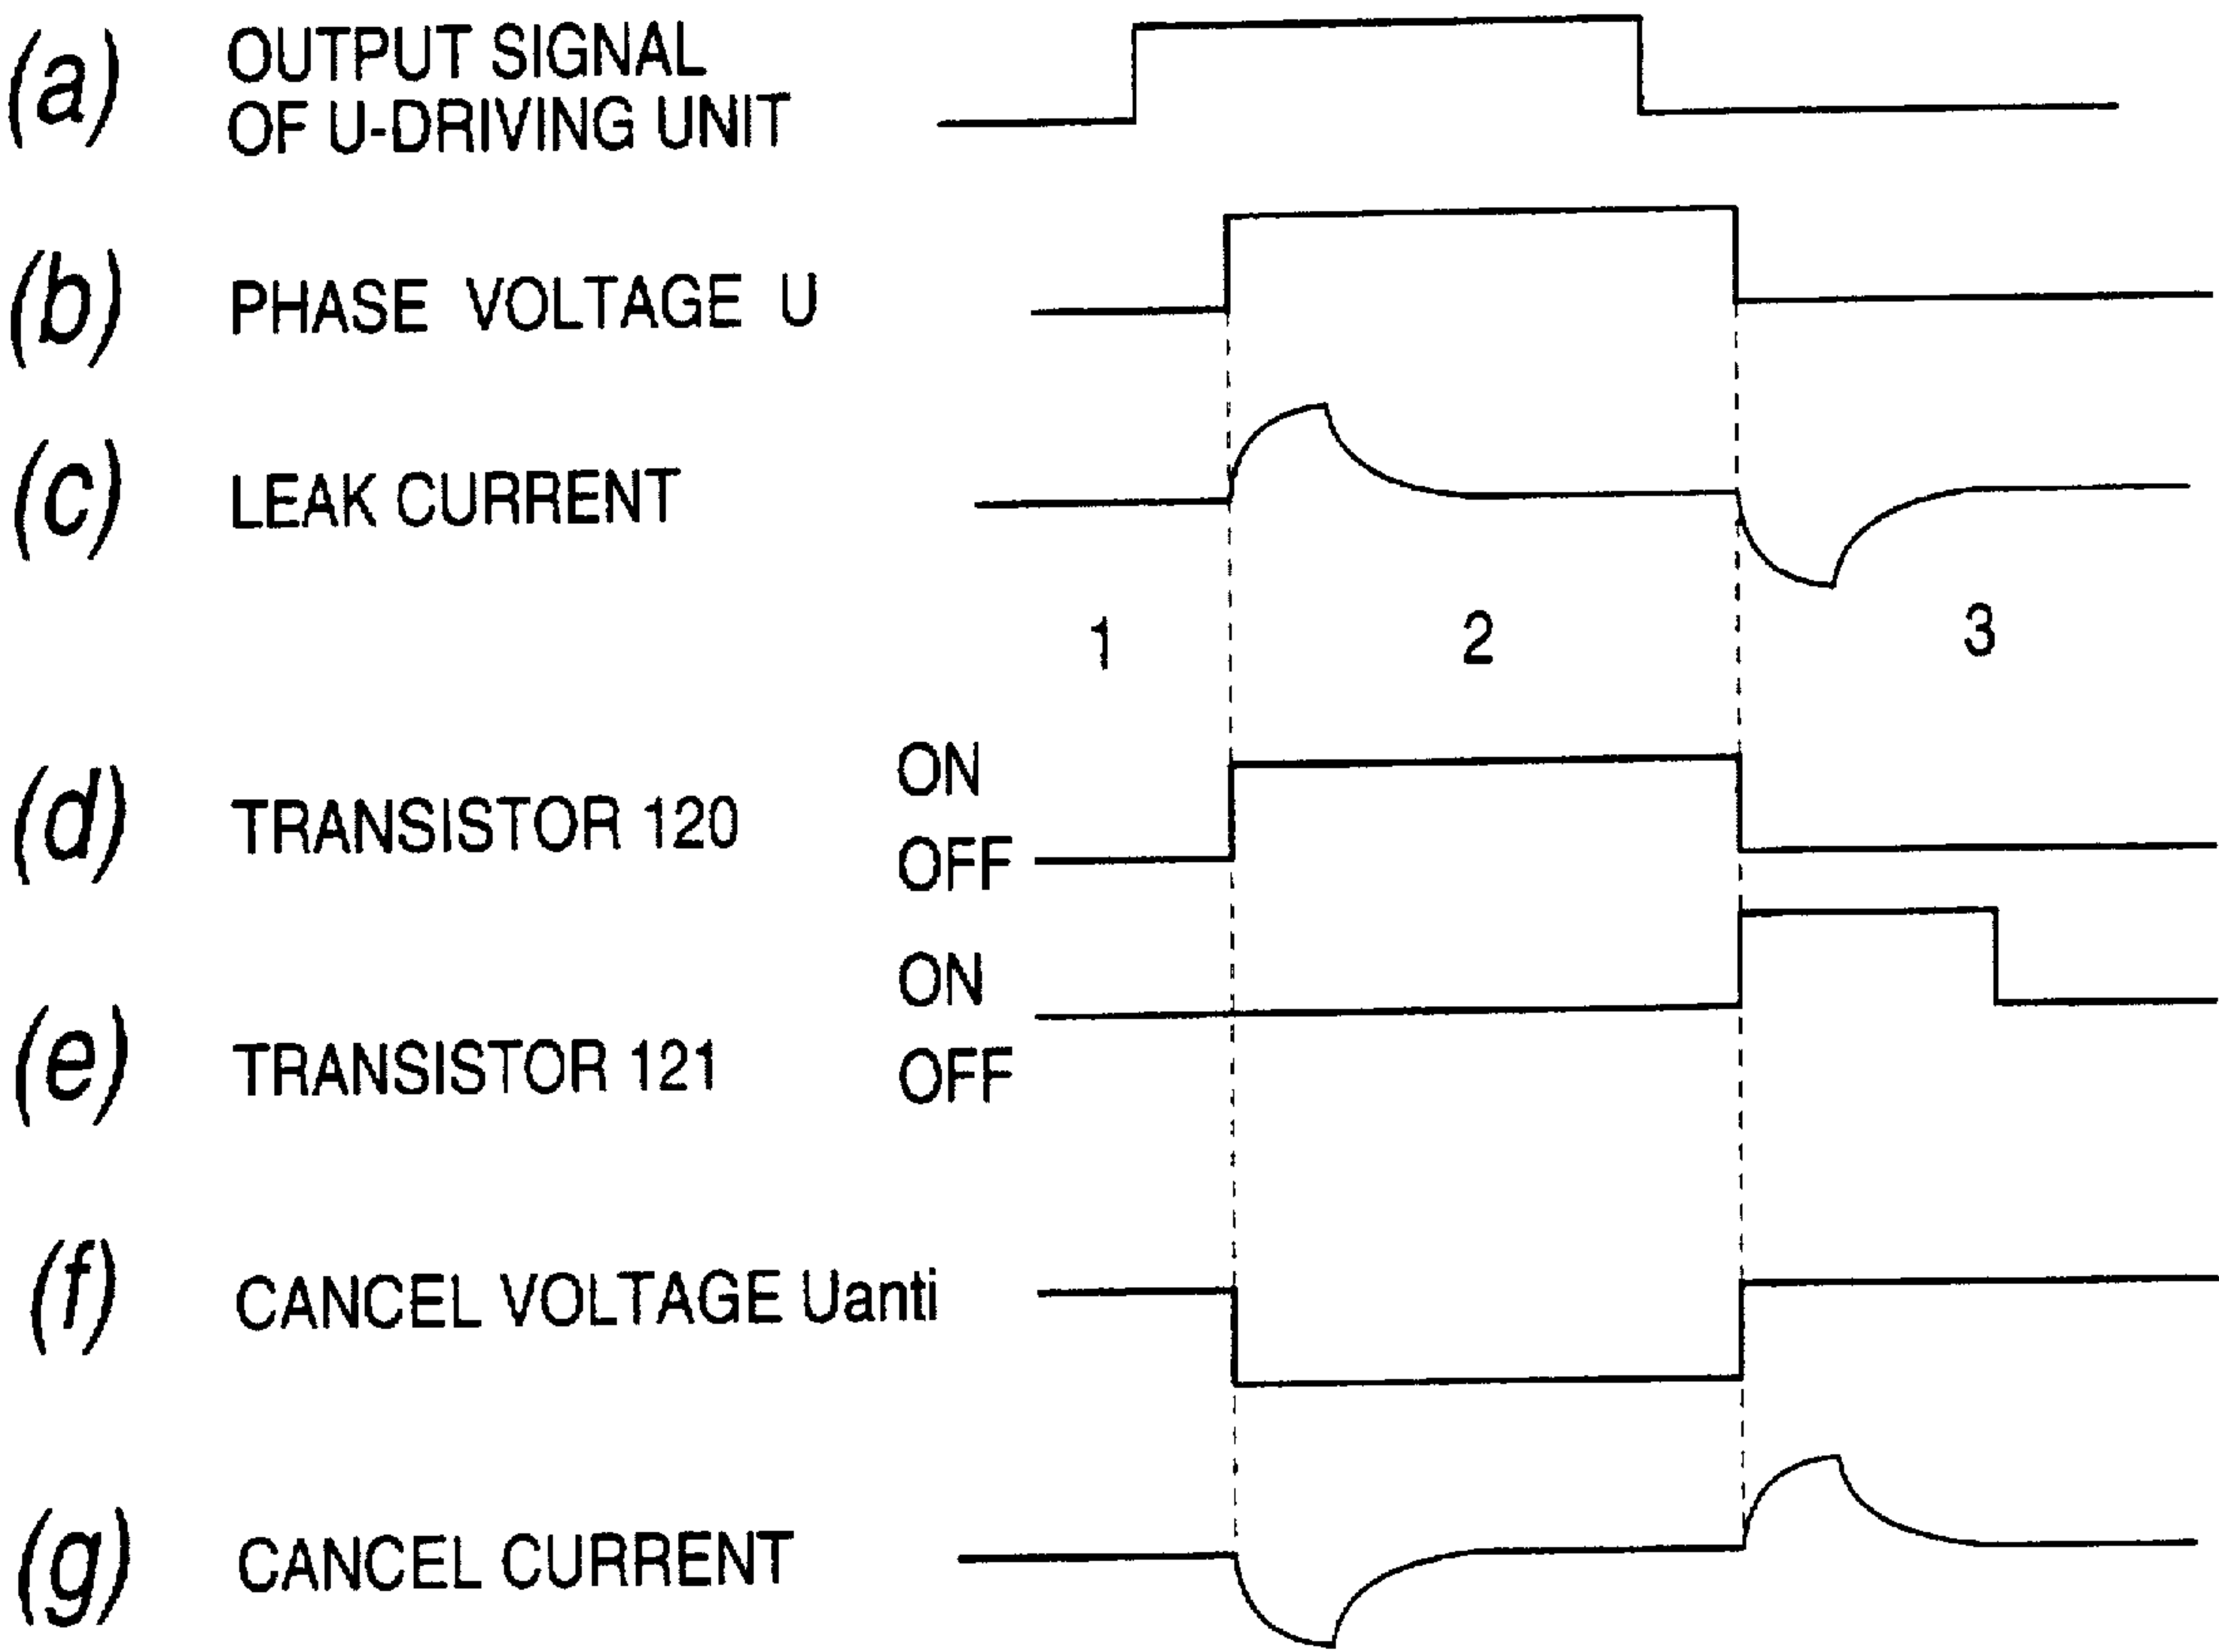 (a) OUTPUT SIGNAL
OF U-DRIVING UNIT
(b) PHASE VOLTAGE U
(c) LEAK CURRENT
1 2 3
(d) TRANSISTOR 120
ON
OFF
(e) TRANSISTOR 121
ON
OFF
(f) CANCEL VOLTAGE Uanti
(g) CANCEL CURRENT